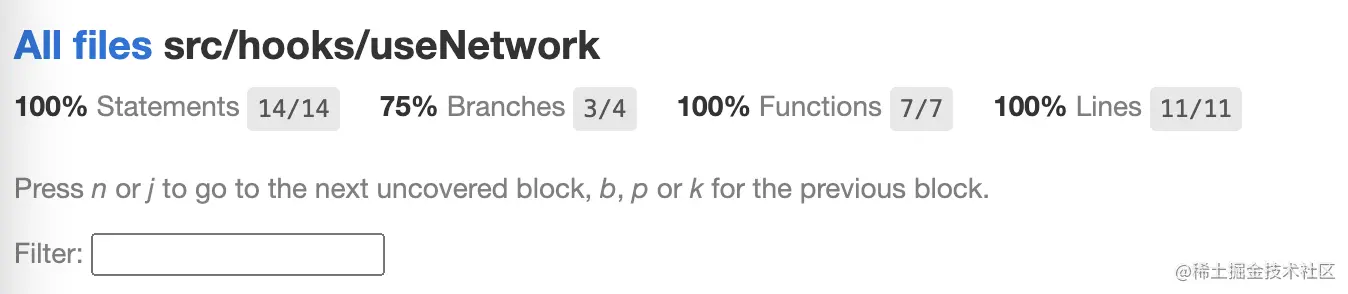 All files src/hooks/useNetwork
100% Statements 14/14 75% Branches 3/4 100% Functions 7/7 100% Lines 11/11
Press n or j to go to the next uncovered block, b, p or k for the previous block.
Filter:
@稀土掘金技术社区